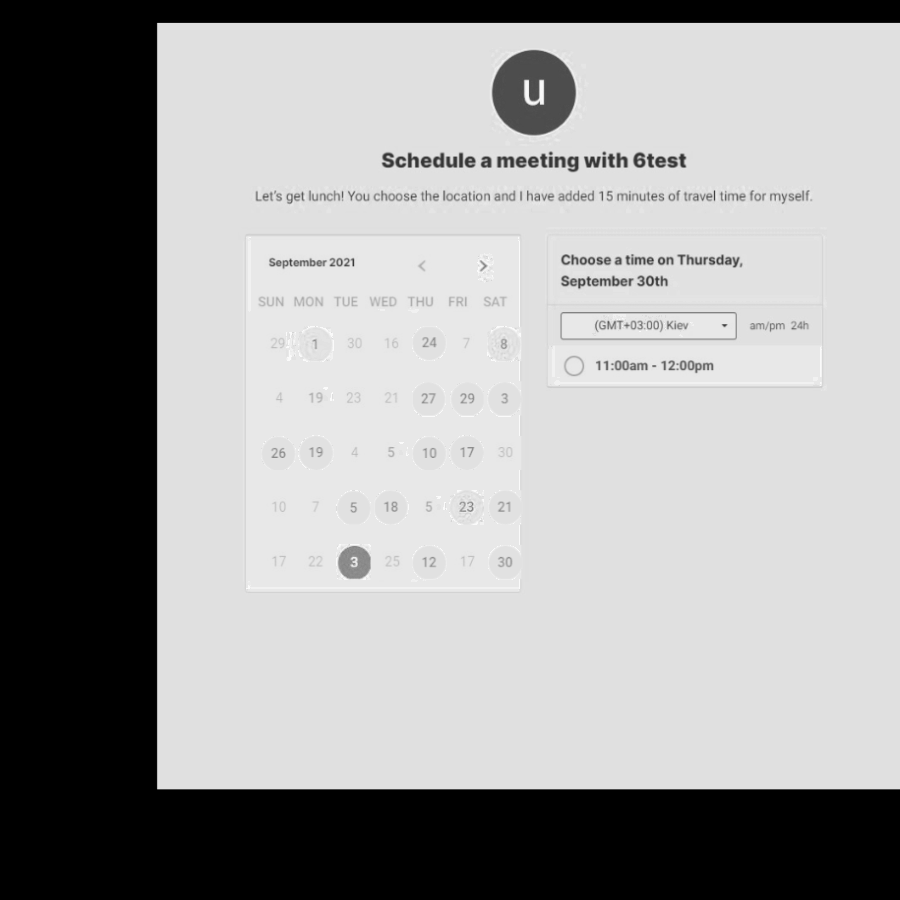 u
Schedule a meeting with 6test
Let's get lunch! You choose the location and I have added 15 minutes of travel time for myself.
September 2021
SUN MON TUE WED THU FRI SAT
29 1 30 16 24 7 8
4 19 23 21 27 29 3
26 19 4 5 10 17 30
10 7 5 18 5 23 21
17 22 3 25 12 17 30
Choose a time on Thursday,
September 30th
(GMT+03:00) Kiev am/pm 24h
11:00am - 12:00pm